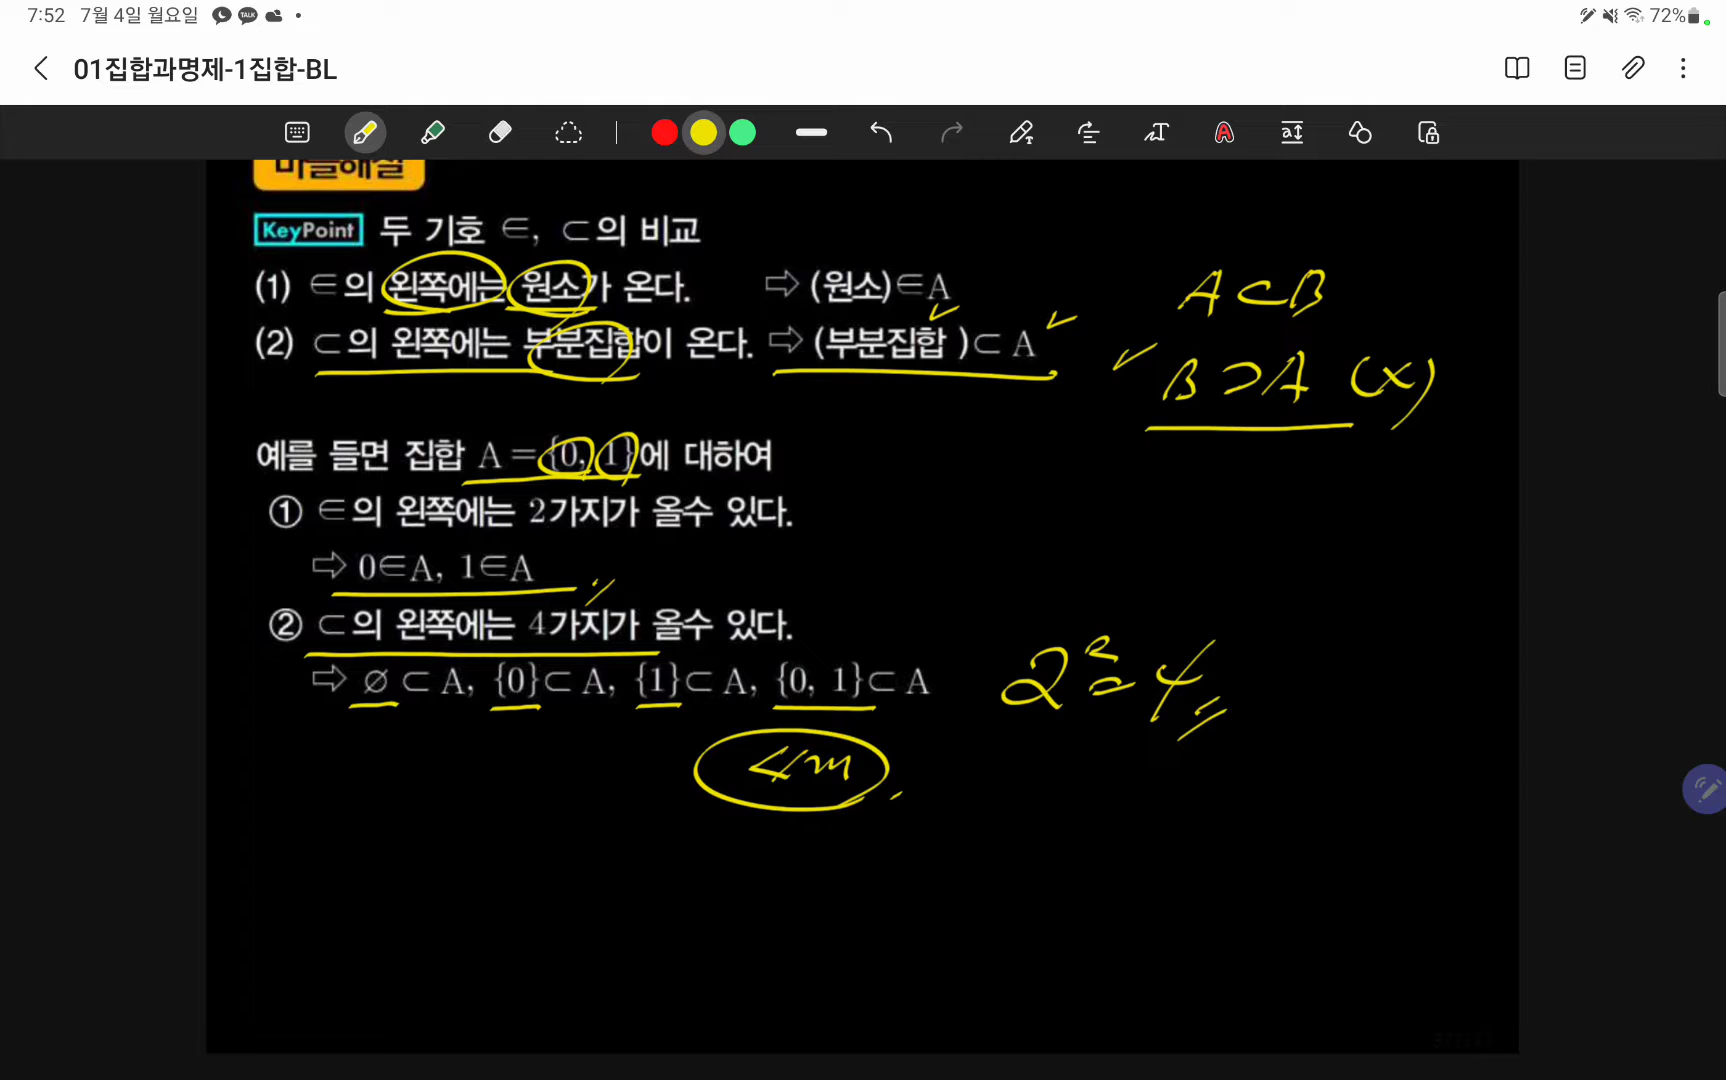 7:52 7월 4일 월요일 TALK 72%
01집합과명제-1집합-BL
마플해설
KeyPoint 두 기호 ∈, ⊂의 비교
(1) ∈의 왼쪽에는 원소가 온다. ⇨ (원소)∈A
(2) ⊂의 왼쪽에는 부분집합이 온다. ⇨ (부분집합 )⊂ A
A⊂B
B⊃A (X)
예를 들면 집합 A={0, 1}에 대하여
① ∈의 왼쪽에는 2가지가 올수 있다.
⇨ 0∈A, 1∈A
② ⊂의 왼쪽에는 4가지가 올수 있다.
⇨ ∅⊂A, {0}⊂A, {1}⊂A, {0, 1}⊂A
2²=4